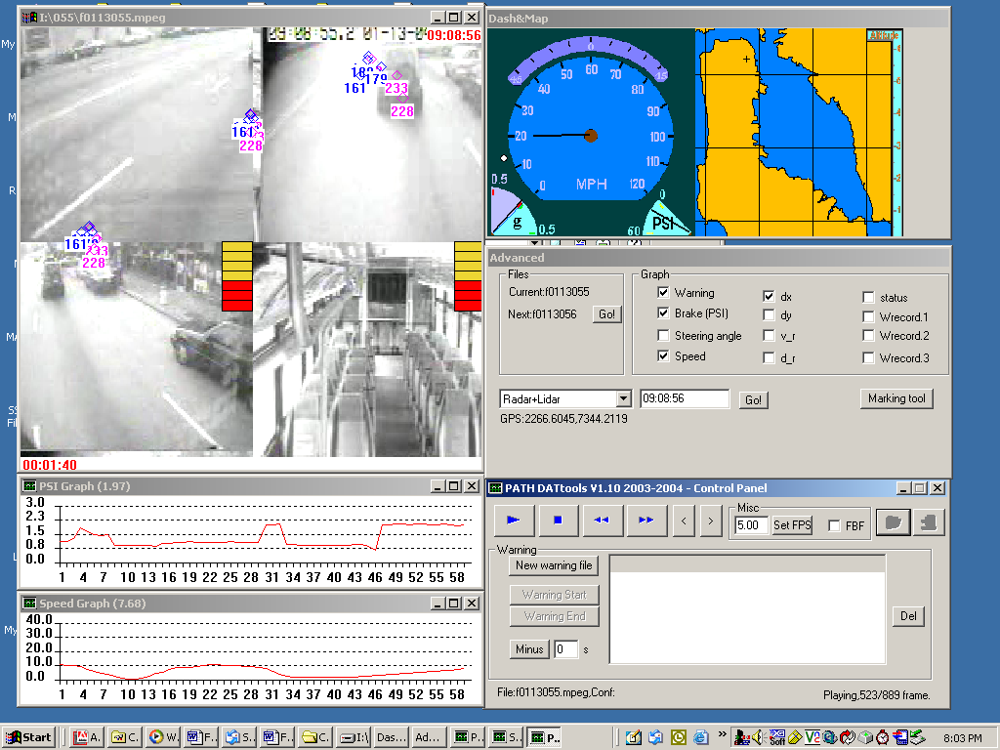 I:\055\f0113055.mpeg
09:08:55.2 01-13-0
09:08:56
161
179
233
228
161
228
161
233
228
00:01:40
PSI Graph (1.97)
3.0
2.3
1.5
0.8
0.0
1 4 7 10 13 16 19 22 25 28 31 34 37 40 43 46 49 52 55 58
Speed Graph (7.68)
40.0
30.0
20.0
10.0
0.0
1 4 7 10 13 16 19 22 25 28 31 34 37 40 43 46 49 52 55 58
Dash&Map
0
15
0 10 20 30 40 50 60 70 80 90 100 110 120
MPH
0.5
g
0.5
0
60
PSI
Altitude
Advanced
Files
Current:f0113055
Next:f0113056
Go!
Graph
Warning
Brake (PSI)
Steering angle
Speed
dx
dy
v_r
d_r
status
Wrecord.1
Wrecord.2
Wrecord.3
Radar+Lidar
09:08:56
Go!
Marking tool
GPS:2266.6045,7344.2119
PATH DATtools V1.10 2003-2004 - Control Panel
< >
Misc
5.00
Set FPS
FBF
Warning
New warning file
Warning Start
Warning End
Minus
0
s
Del
File:f0113055.mpeg,Conf:
Playing,523/889 frame.
My
M
R
MA
SS
Fil
My
Start
A.
C.
W.
F.
S.
F.
C.
I:\
Das...
Ad...
P.
S.
P..
8:03 PM